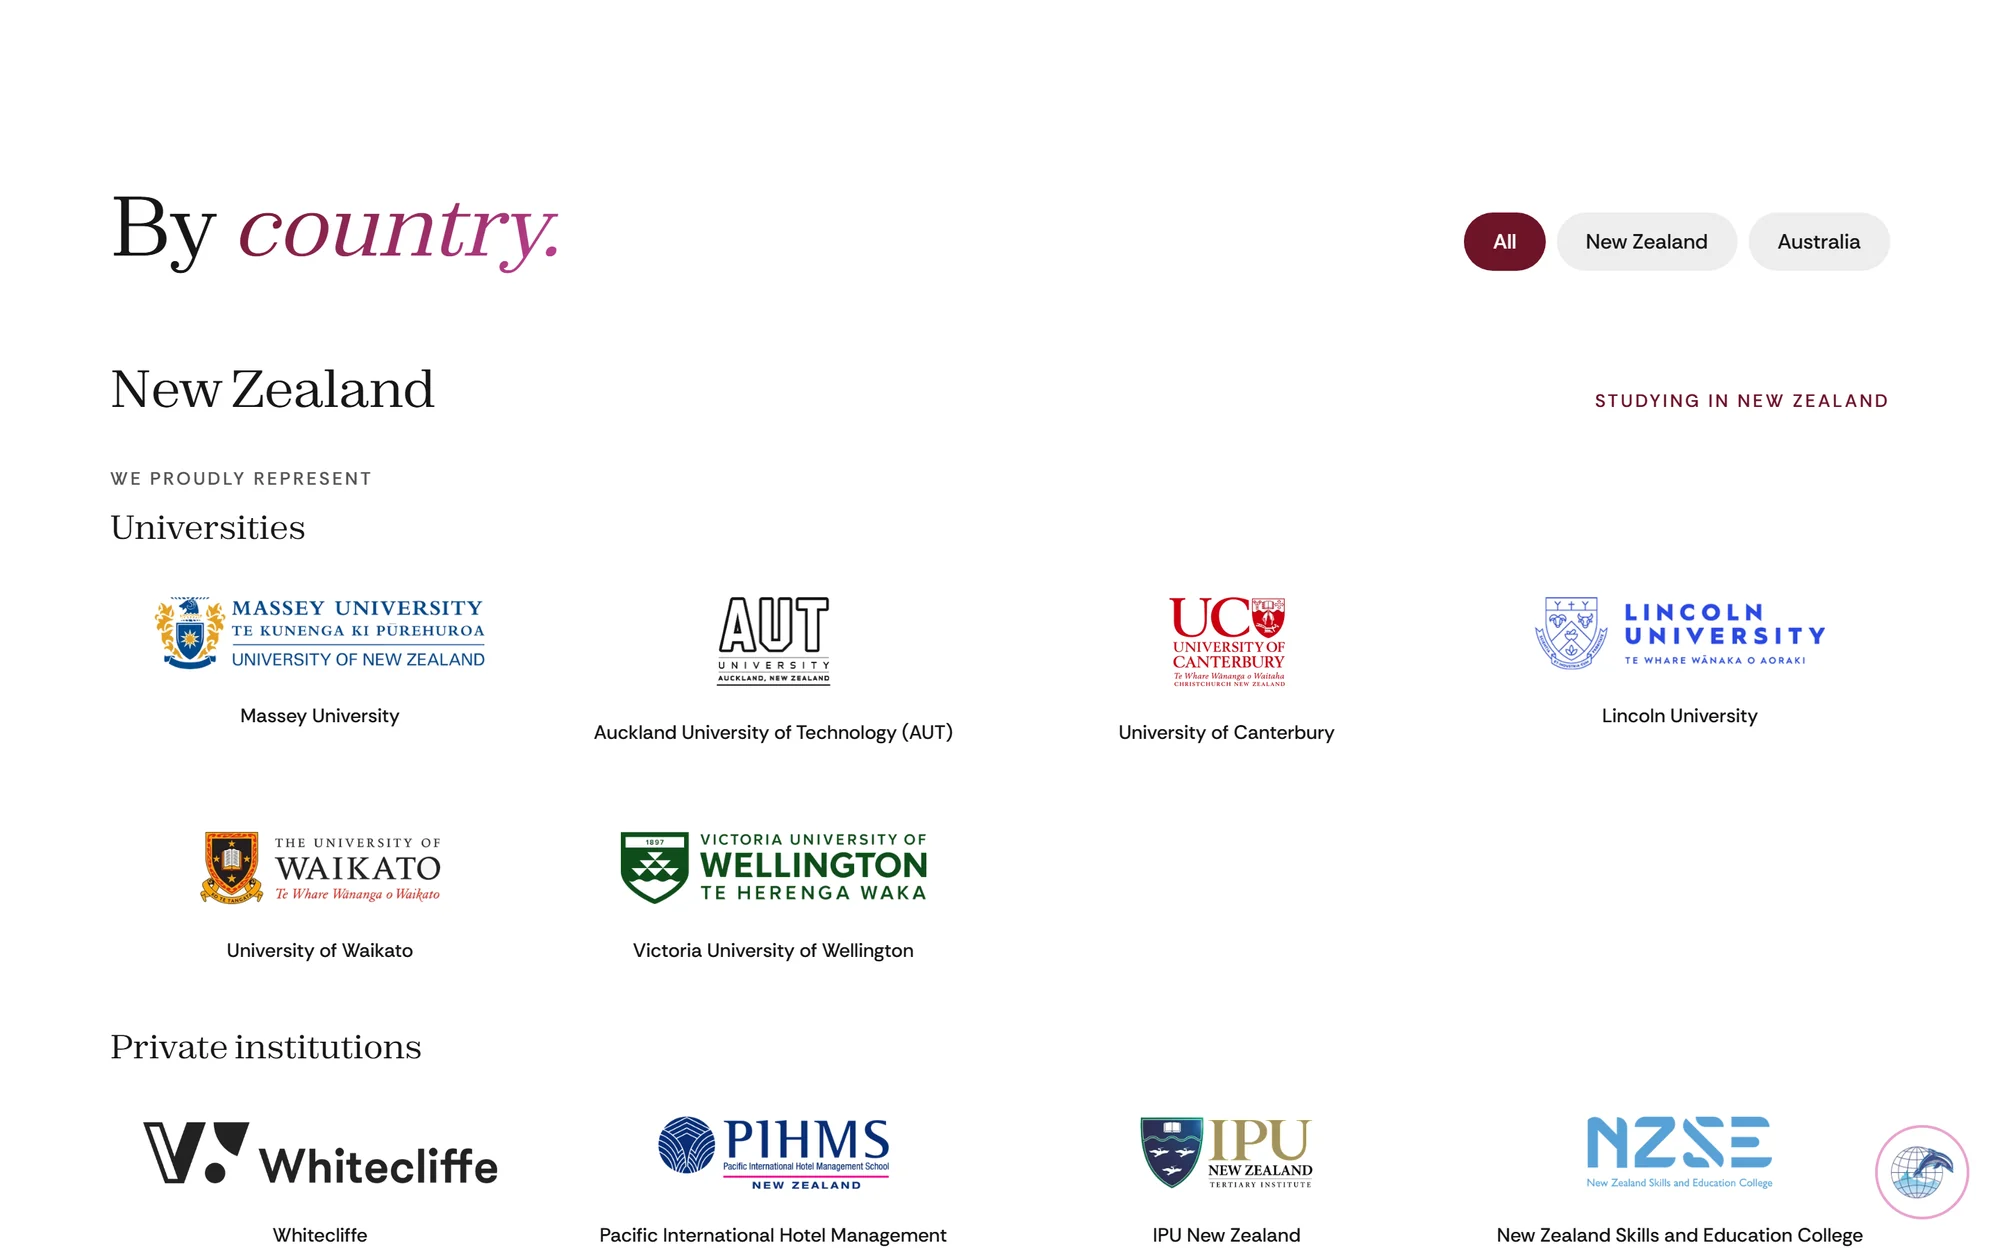 By country.
All
New Zealand
Australia
New Zealand
STUDYING IN NEW ZEALAND
WE PROUDLY REPRESENT
Universities
MASSEY UNIVERSITY
TE KUNENGA KI PŪREHUROA
UNIVERSITY OF NEW ZEALAND
Massey University
AUT
UNIVERSITY
AUCKLAND, NEW ZEALAND
Auckland University of Technology (AUT)
UC
UNIVERSITY OF
CANTERBURY
Te Whare Wānanga o Waitaha
CHRISTCHURCH NEW ZEALAND
University of Canterbury
LINCOLN
UNIVERSITY
TE WHARE WĀNAKA O AORAKI
Lincoln University
THE UNIVERSITY OF
WAIKATO
Te Whare Wānanga o Waikato
University of Waikato
1897
VICTORIA UNIVERSITY OF
WELLINGTON
TE HERENGA WAKA
Victoria University of Wellington
Private institutions
Whitecliffe
Whitecliffe
PIHMS
Pacific International Hotel Management School
NEW ZEALAND
Pacific International Hotel Management
IPU
NEW ZEALAND
TERTIARY INSTITUTE
IPU New Zealand
NZSE
New Zealand Skills and Education College
New Zealand Skills and Education College